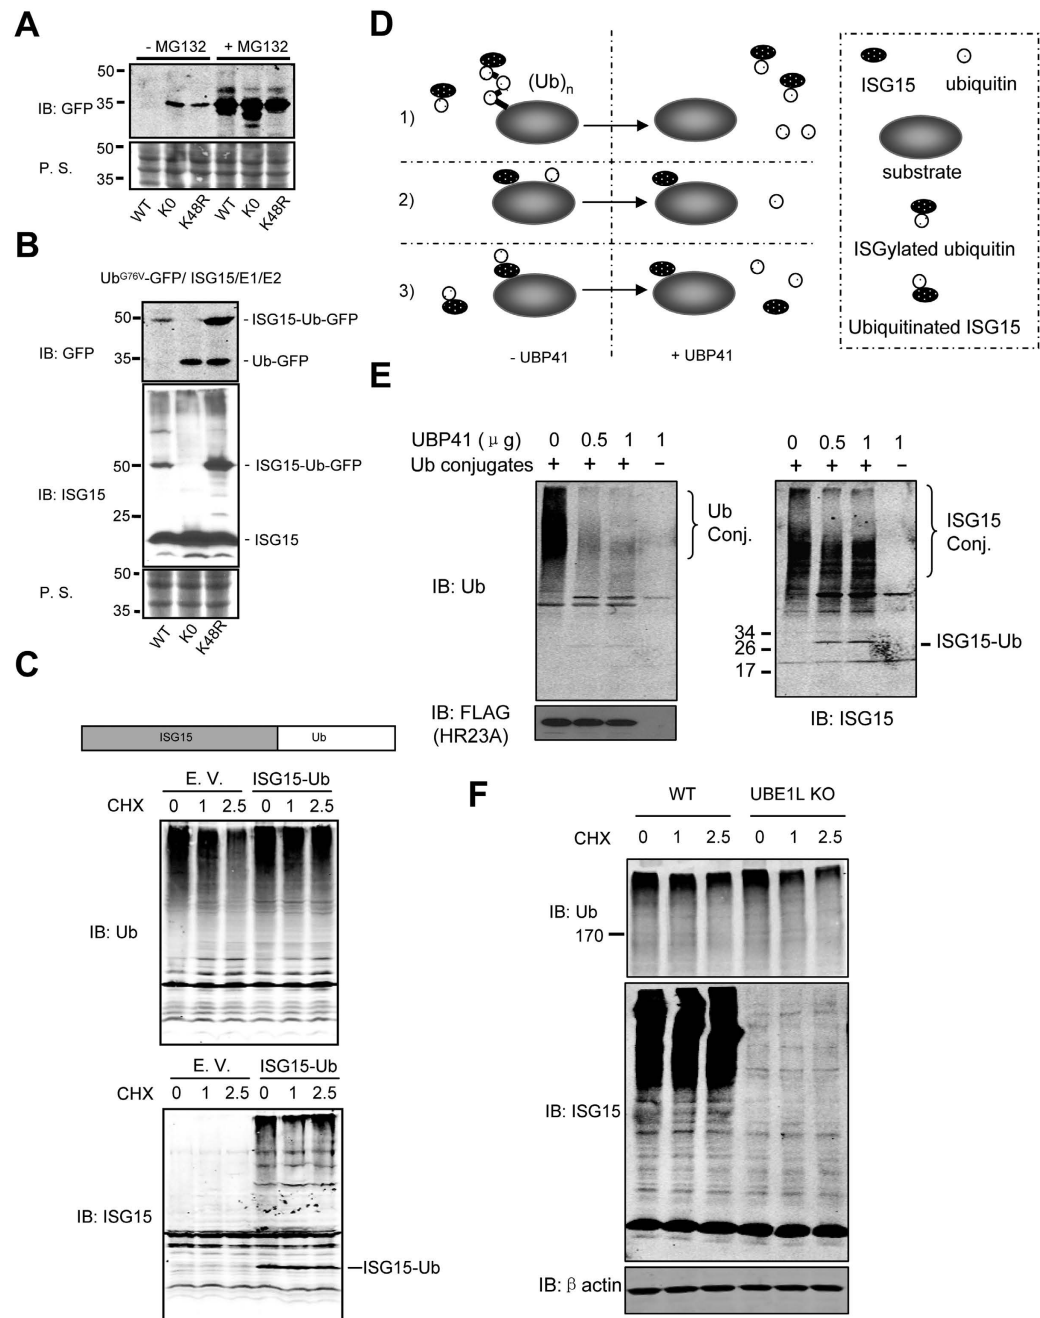 A
- MG132
+ MG132
50
35
IB: GFP
50
35
P. S.
WT
K0
K48R
WT
K0
K48R
B
Ub^G76V-GFP/ ISG15/E1/E2
50
35
IB: GFP
- ISG15-Ub-GFP
- Ub-GFP
50
25
IB: ISG15
- ISG15-Ub-GFP
- ISG15
50
35
P. S.
WT
K0
K48R
C
ISG15
Ub
E. V.
ISG15-Ub
CHX
0
1
2.5
0
1
2.5
IB: Ub
E. V.
ISG15-Ub
CHX
0
1
2.5
0
1
2.5
IB: ISG15
ISG15-Ub
D
1)
(Ub)n
2)
3)
- UBP41
+ UBP41
ISG15
ubiquitin
substrate
ISGylated ubiquitin
Ubiquitinated ISG15
E
UBP41 (μg)
0
0.5
1
1
0
0.5
1
1
Ub conjugates
+
+
+
−
+
+
+
−
IB: Ub
Ub
Conj.
ISG15
Conj.
34
26
17
ISG15-Ub
IB: FLAG
(HR23A)
IB: ISG15
F
WT
UBE1L KO
CHX
0
1
2.5
0
1
2.5
IB: Ub
170
IB: ISG15
IB: β actin